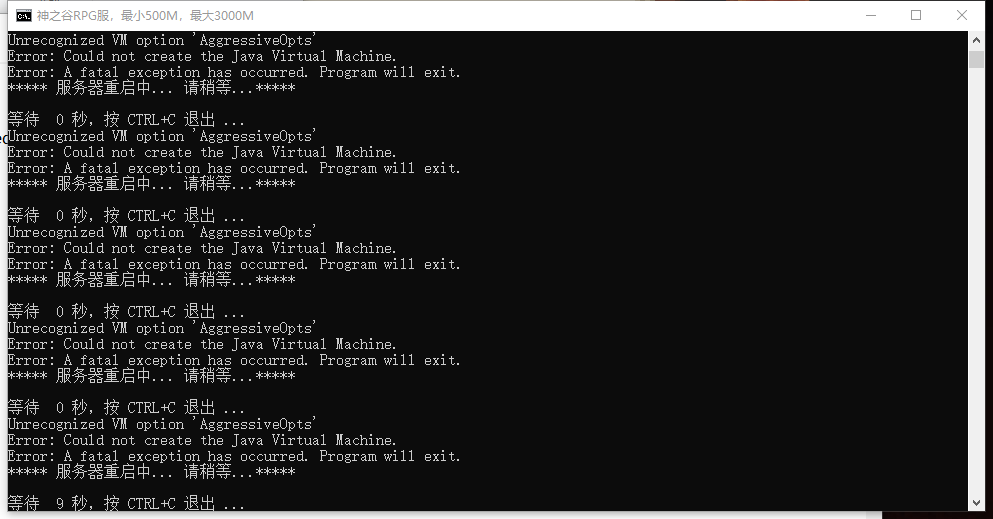 神之谷RPG服，最小500M，最大3000M
Unrecognized VM option 'AggressiveOpts'
Error: Could not create the Java Virtual Machine.
Error: A fatal exception has occurred. Program will exit.
***** 服务器重启中... 请稍等...*****
等待  0 秒，按 CTRL+C 退出 ...
Unrecognized VM option 'AggressiveOpts'
Error: Could not create the Java Virtual Machine.
Error: A fatal exception has occurred. Program will exit.
***** 服务器重启中... 请稍等...*****
等待  0 秒，按 CTRL+C 退出 ...
Unrecognized VM option 'AggressiveOpts'
Error: Could not create the Java Virtual Machine.
Error: A fatal exception has occurred. Program will exit.
***** 服务器重启中... 请稍等...*****
等待  0 秒，按 CTRL+C 退出 ...
Unrecognized VM option 'AggressiveOpts'
Error: Could not create the Java Virtual Machine.
Error: A fatal exception has occurred. Program will exit.
***** 服务器重启中... 请稍等...*****
等待  0 秒，按 CTRL+C 退出 ...
Unrecognized VM option 'AggressiveOpts'
Error: Could not create the Java Virtual Machine.
Error: A fatal exception has occurred. Program will exit.
***** 服务器重启中... 请稍等...*****
等待  9 秒，按 CTRL+C 退出 ...